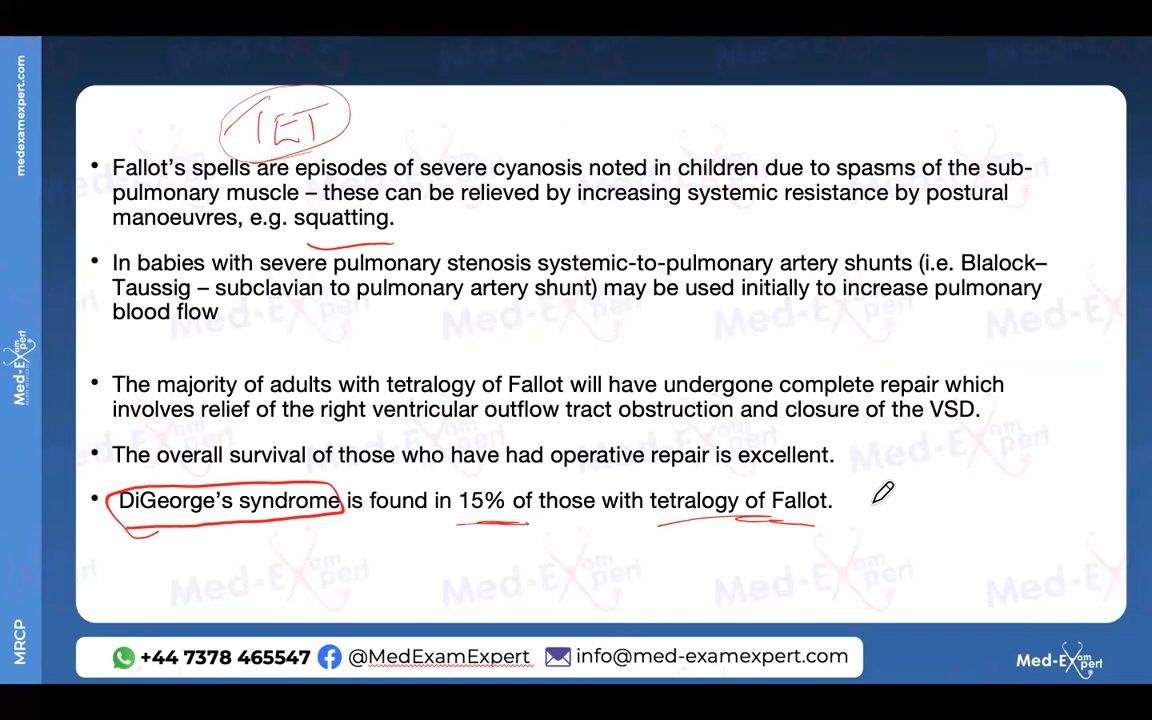 medexamexpert.com
TET
• Fallot's spells are episodes of severe cyanosis noted in children due to spasms of the sub-
pulmonary muscle – these can be relieved by increasing systemic resistance by postural
manoeuvres, e.g. squatting.
• In babies with severe pulmonary stenosis systemic-to-pulmonary artery shunts (i.e. Blalock–
Taussig – subclavian to pulmonary artery shunt) may be used initially to increase pulmonary
blood flow
• The majority of adults with tetralogy of Fallot will have undergone complete repair which
involves relief of the right ventricular outflow tract obstruction and closure of the VSD.
• The overall survival of those who have had operative repair is excellent.
• DiGeorge's syndrome is found in 15% of those with tetralogy of Fallot.
Med-Exam
pert
MRCP
+44 7378 465547 @MedExamExpert info@med-examexpert.com
Med-Exam
pert